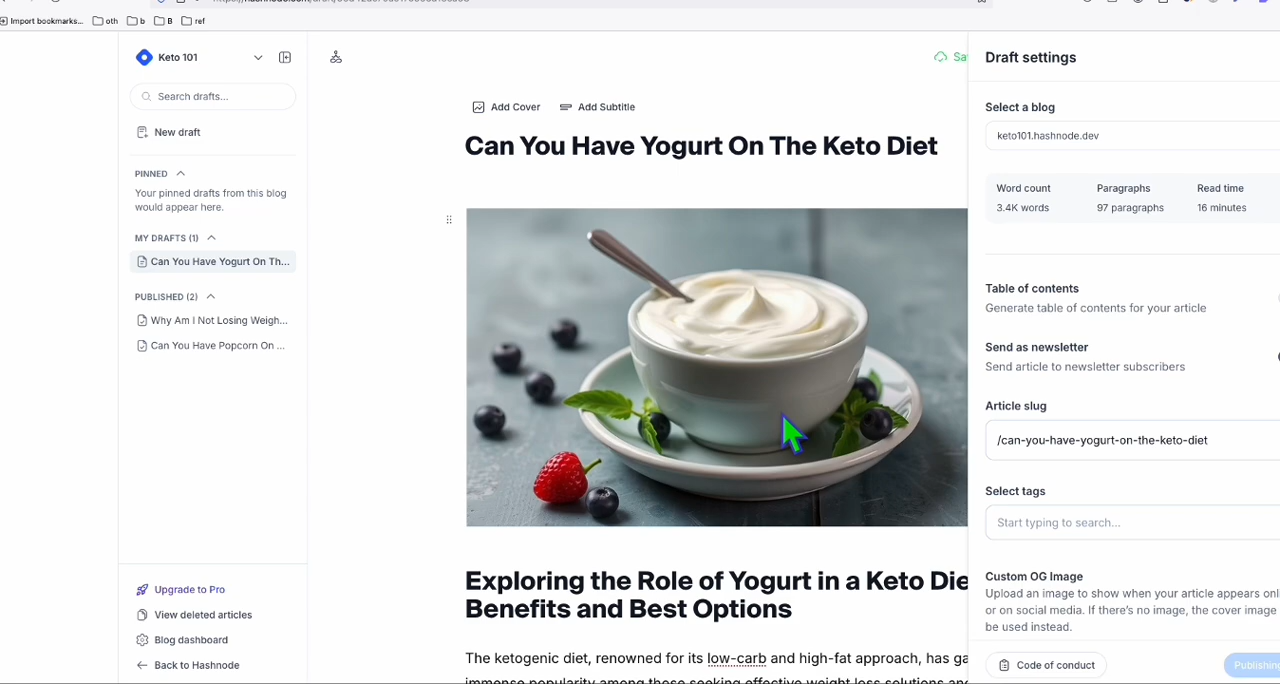 Import bookmarks...
oth
b
B
ref
Keto 101
Search drafts...
New draft
PINNED
Your pinned drafts from this blog
would appear here.
MY DRAFTS (1)
Can You Have Yogurt On Th...
PUBLISHED (2)
Why Am I Not Losing Weigh...
Can You Have Popcorn On ...
Upgrade to Pro
View deleted articles
Blog dashboard
Back to Hashnode
Add Cover
Add Subtitle
Can You Have Yogurt On The Keto Diet
Exploring the Role of Yogurt in a Keto Die
Benefits and Best Options
The ketogenic diet, renowned for its low-carb and high-fat approach, has ga
Draft settings
Select a blog
keto101.hashnode.dev
Word count
Paragraphs
Read time
3.4K words
97 paragraphs
16 minutes
Table of contents
Generate table of contents for your article
Send as newsletter
Send article to newsletter subscribers
Article slug
/can-you-have-yogurt-on-the-keto-diet
Select tags
Start typing to search...
Custom OG Image
Upload an image to show when your article appears onl
or on social media. If there's no image, the cover image
be used instead.
Code of conduct
Publishing